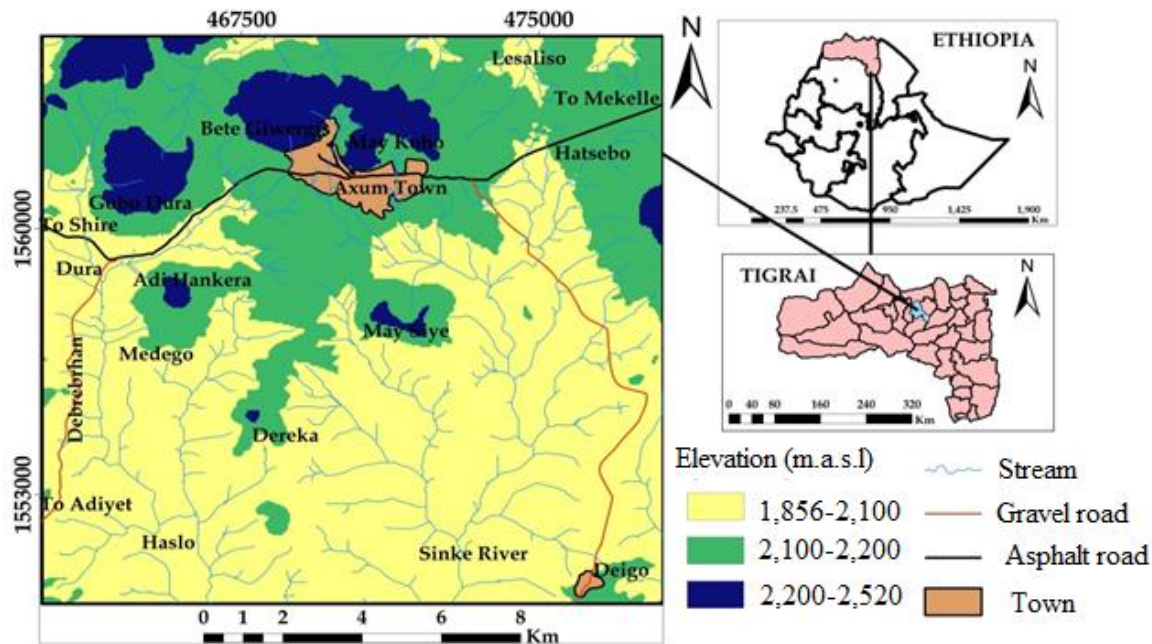 467500
475000
Lesaliso
To Mekelle
N
Bete Giwergis
May Kuho
Hatsebo
Axum Town
Gobo Dura
To Shire
1560000
Dura
Adi Hankera
May Siye
Medego
Debrebrhan
Dereka
1553000
To Adiyet
Haslo
Sinke River
Deigo
0 1 2 4 6 8
Km
ETHIOPIA
N
237.5 475 950 1,425 1,900
Km
TIGRAI
N
0 40 80 160 240 320
Km
Elevation (m.a.s.l)
1,856-2,100
2,100-2,200
2,200-2,520
Stream
Gravel road
Asphalt road
Town